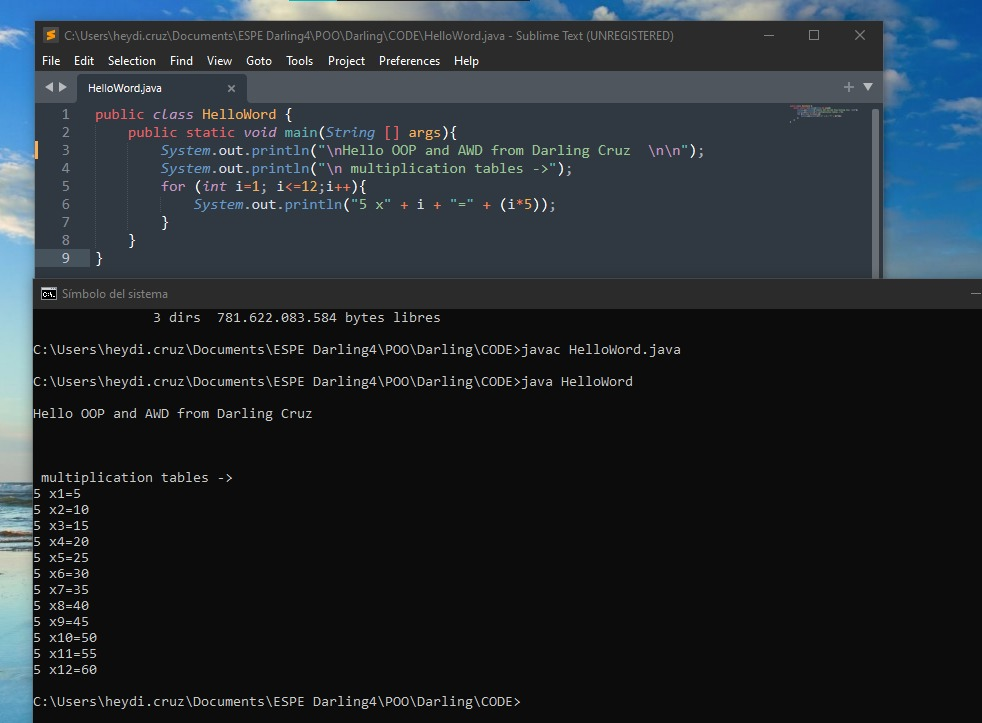 C:\Users\heydi.cruz\Documents\ESPE Darling4\POO\Darling\CODE\HelloWord.java - Sublime Text (UNREGISTERED)
File Edit Selection Find View Goto Tools Project Preferences Help
HelloWord.java
1 public class HelloWord {
2 public static void main(String [] args){
3 System.out.println("\nHello OOP and AWD from Darling Cruz  \n\n");
4 System.out.println("\n multiplication tables ->");
5 for (int i=1; i<=12;i++){
6 System.out.println("5 x" + i + "=" + (i*5));
7 }
8 }
9 }
Símbolo del sistema
3 dirs  781.622.083.584 bytes libres
C:\Users\heydi.cruz\Documents\ESPE Darling4\POO\Darling\CODE>javac HelloWord.java
C:\Users\heydi.cruz\Documents\ESPE Darling4\POO\Darling\CODE>java HelloWord
Hello OOP and AWD from Darling Cruz
multiplication tables ->
5 x1=5
5 x2=10
5 x3=15
5 x4=20
5 x5=25
5 x6=30
5 x7=35
5 x8=40
5 x9=45
5 x10=50
5 x11=55
5 x12=60
C:\Users\heydi.cruz\Documents\ESPE Darling4\POO\Darling\CODE>